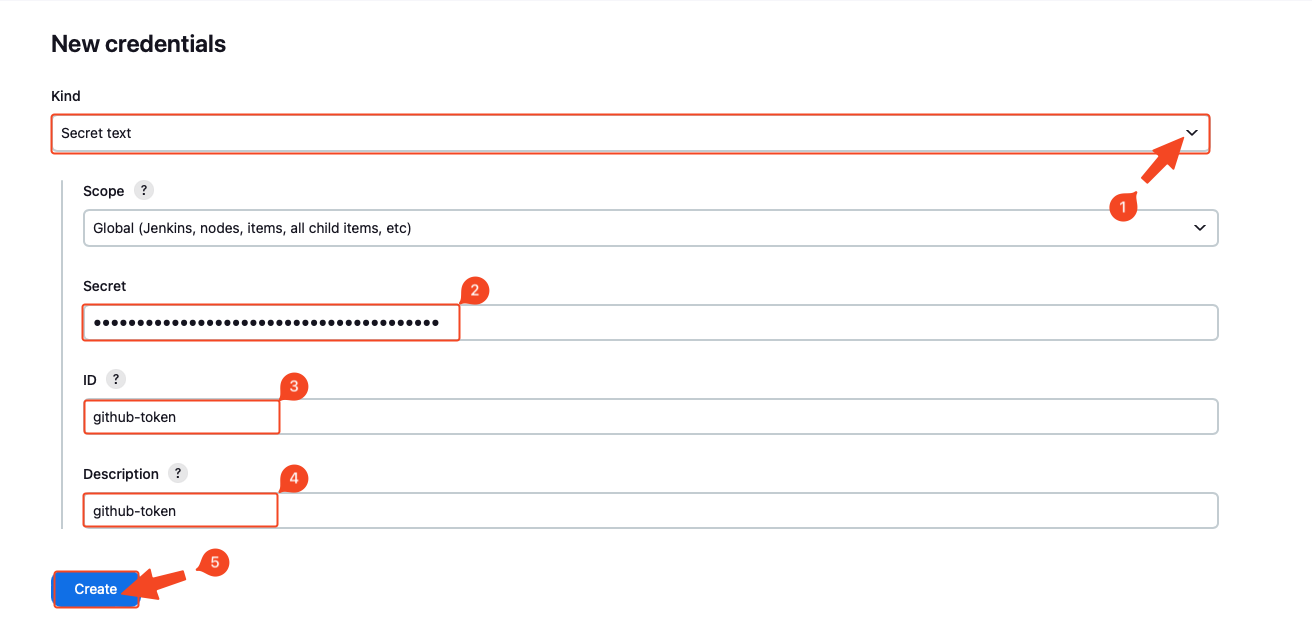 New credentials
Kind
Secret text
1
Scope ?
Global (Jenkins, nodes, items, all child items, etc)
Secret
2
••••••••••••••••••••••••••••••••••••••••
ID ?
3
github-token
Description ?
4
github-token
5
Create